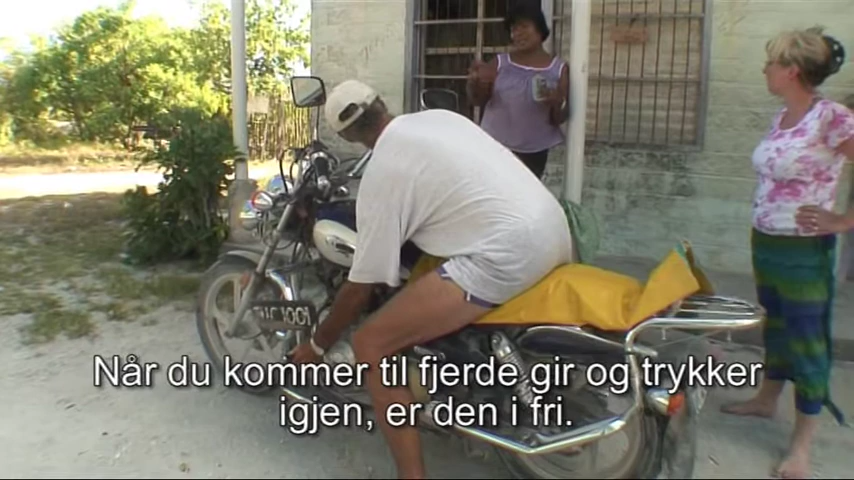 Når du kommer til fjerde gir og trykker
igjen, er den i fri.